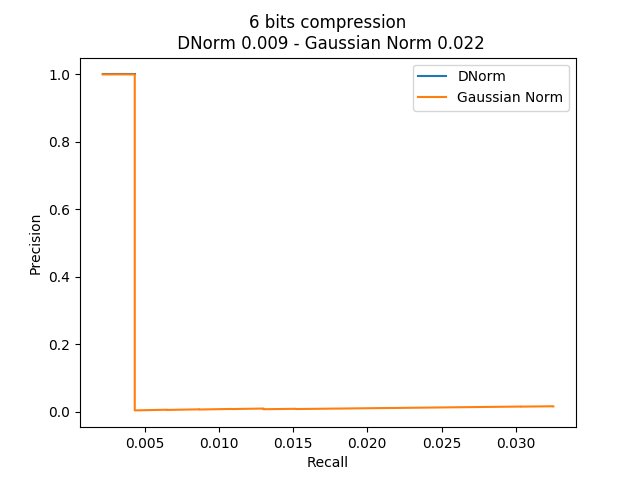 6 bits compression
DNorm 0.009 - Gaussian Norm 0.022
DNorm
Gaussian Norm
1.0
0.8
0.6
0.4
0.2
0.0
Precision
0.005 0.010 0.015 0.020 0.025 0.030
Recall